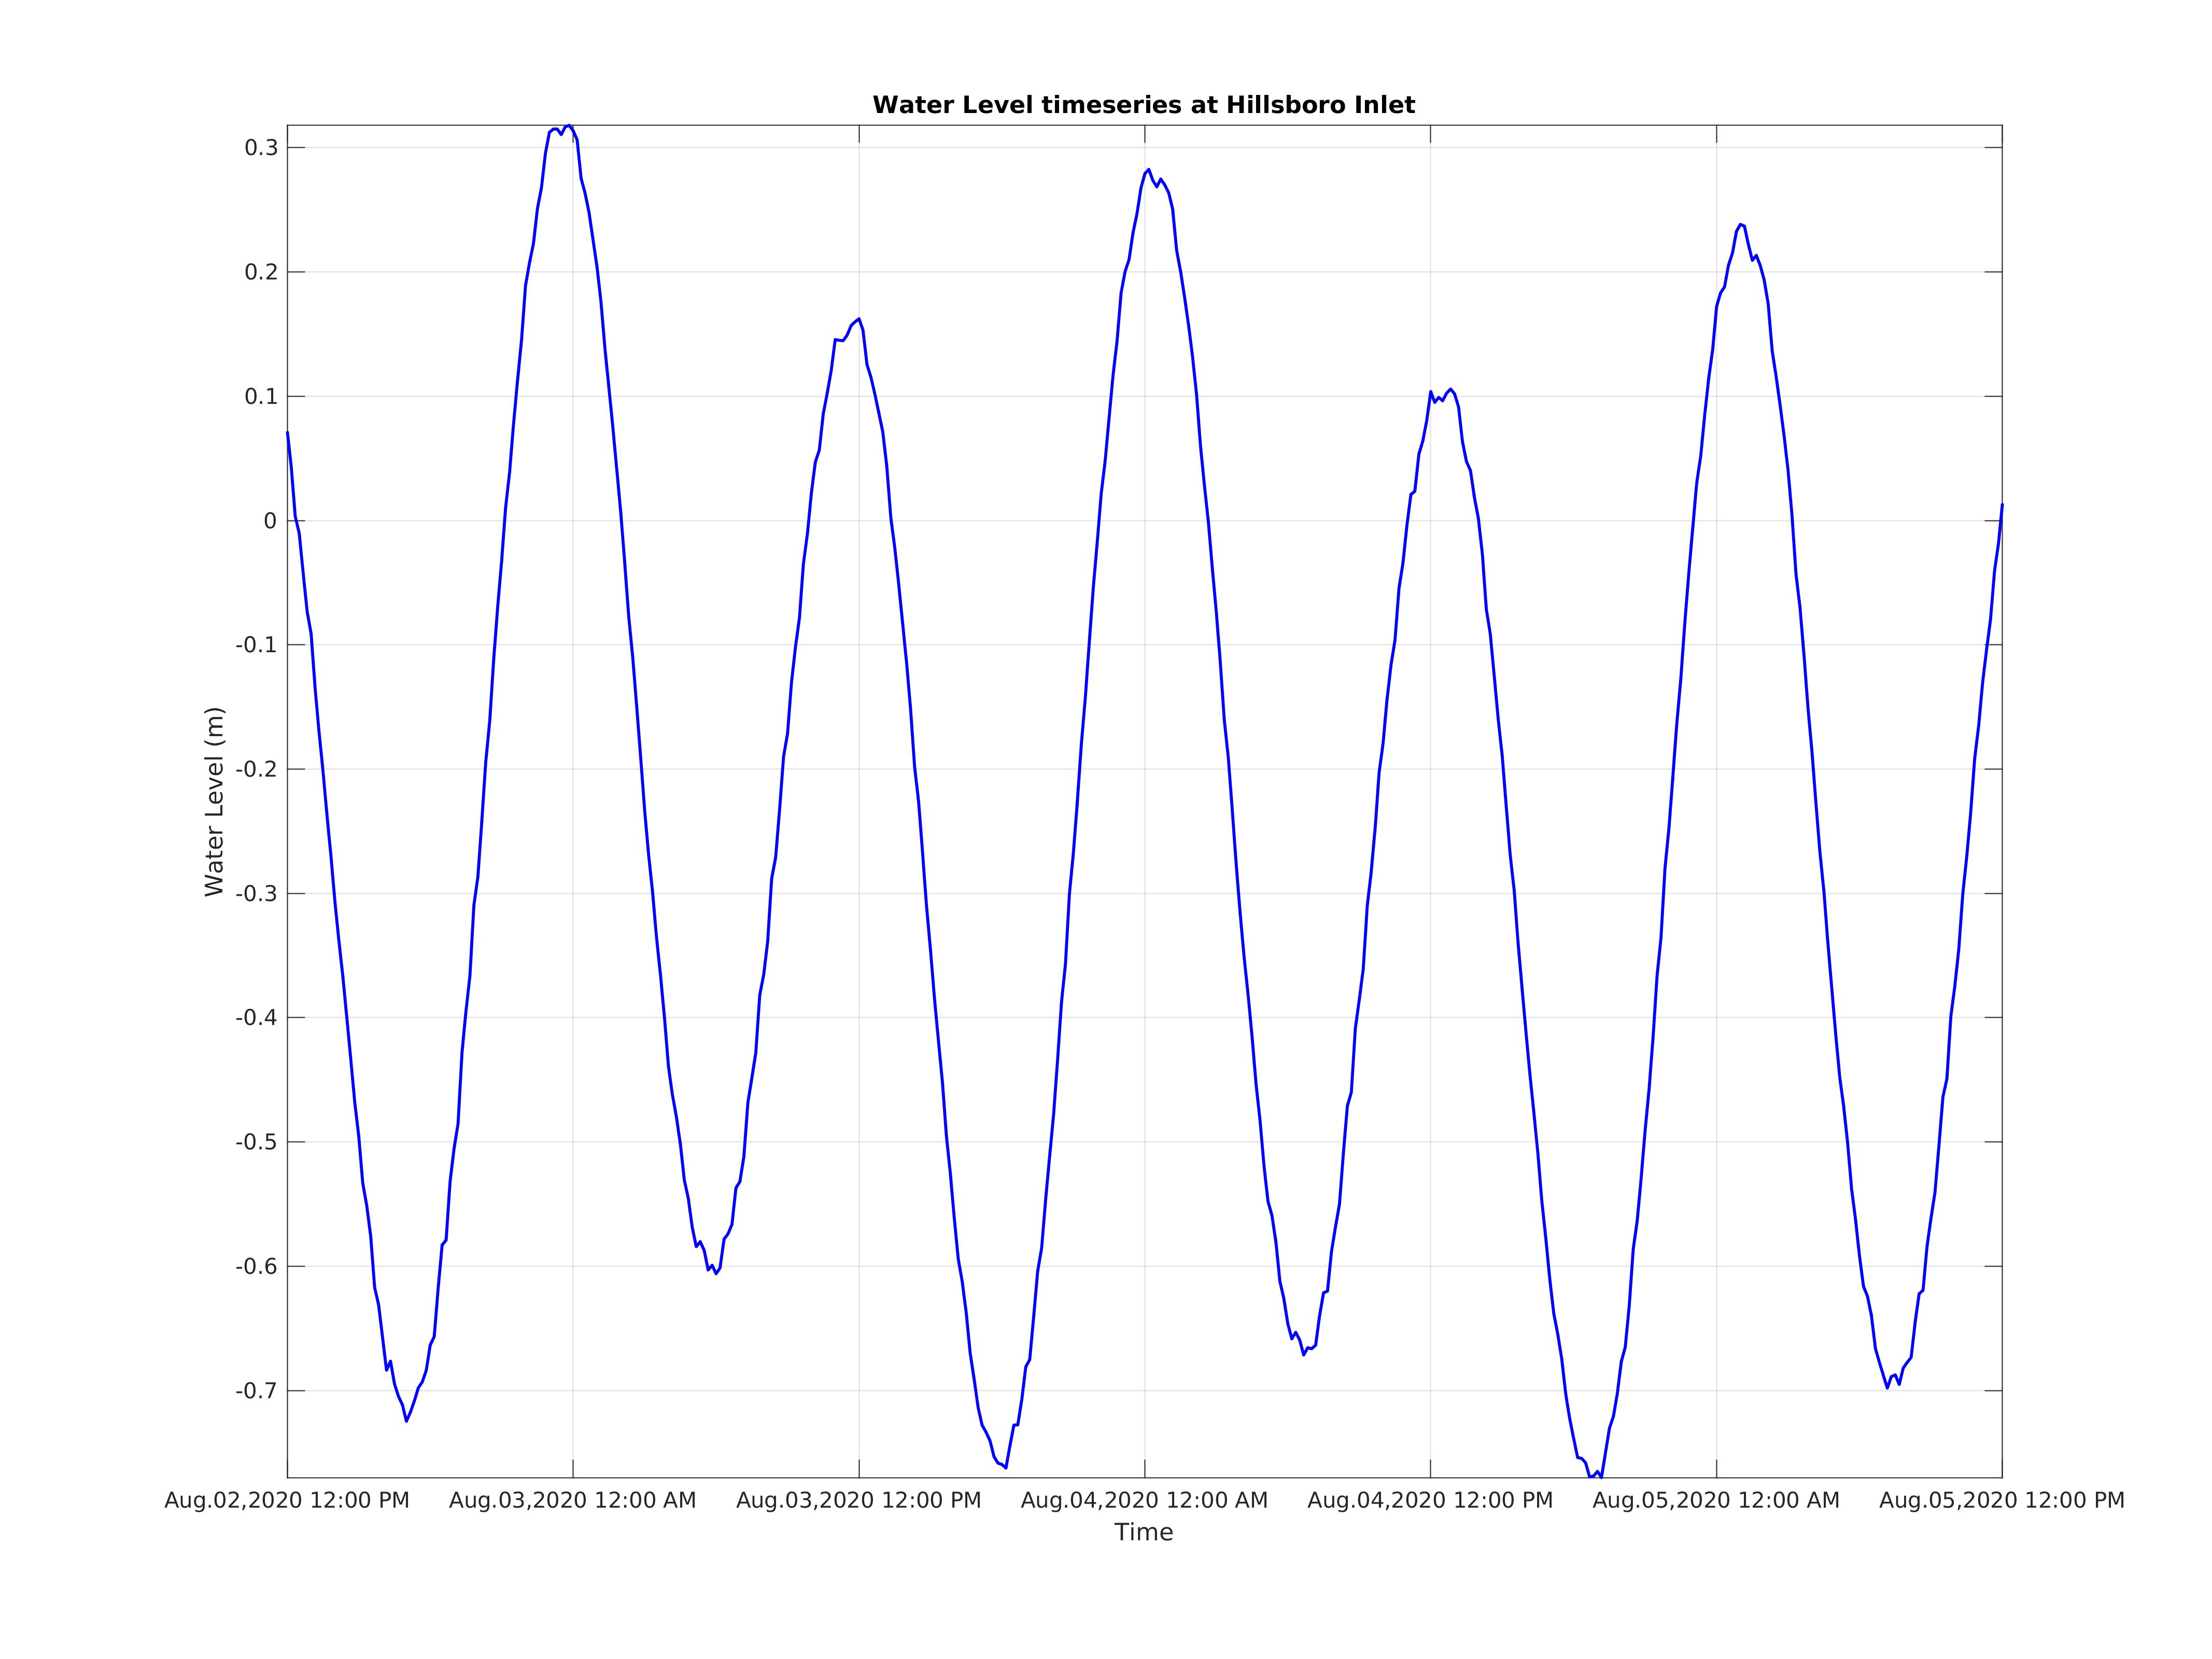 Water Level timeseries at Hillsboro Inlet
0.3
0.2
0.1
0
-0.1
-0.2
-0.3
-0.4
-0.5
-0.6
-0.7
Water Level (m)
Aug.02,2020 12:00 PM
Aug.03,2020 12:00 AM
Aug.03,2020 12:00 PM
Aug.04,2020 12:00 AM
Aug.04,2020 12:00 PM
Aug.05,2020 12:00 AM
Aug.05,2020 12:00 PM
Time